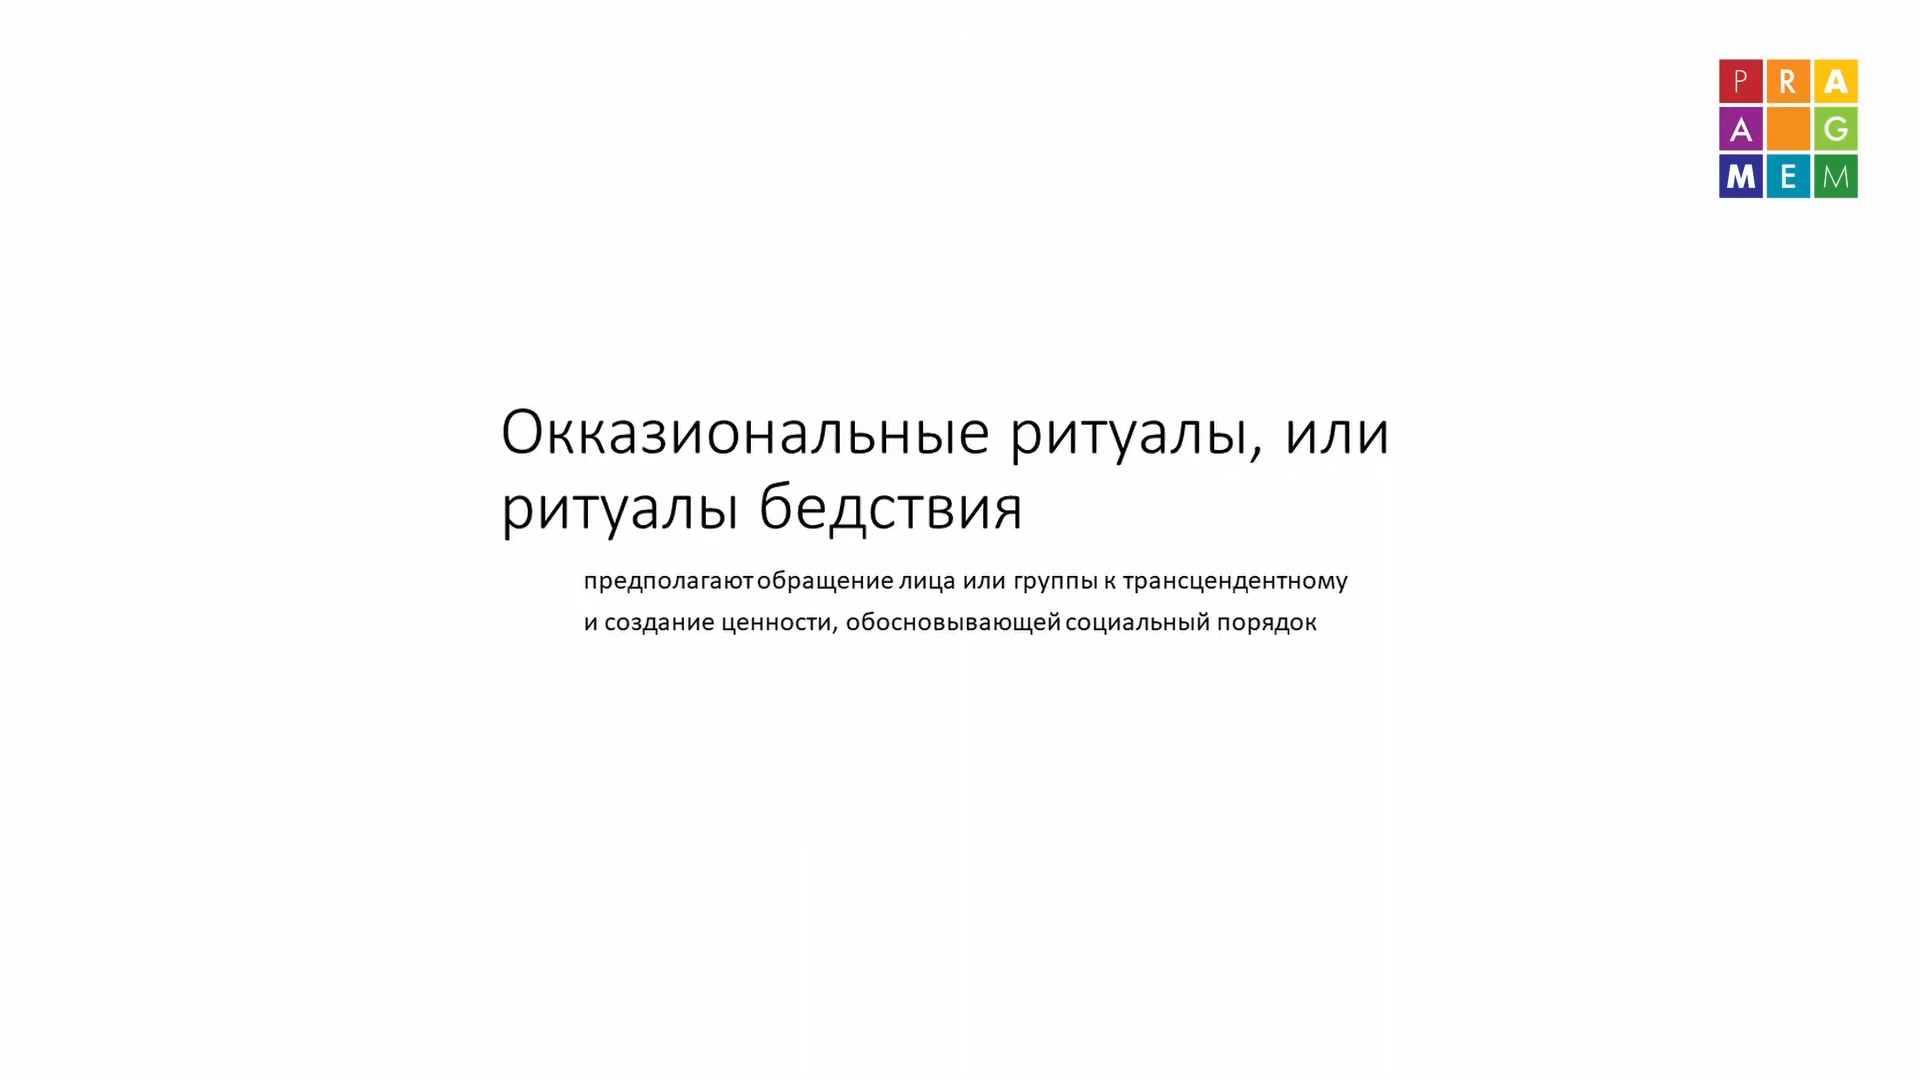 P R A
A G
M E M
Окказиональные ритуалы, или
ритуалы бедствия
предполагают обращение лица или группы к трансцендентному
и создание ценности, обосновывающей социальный порядок